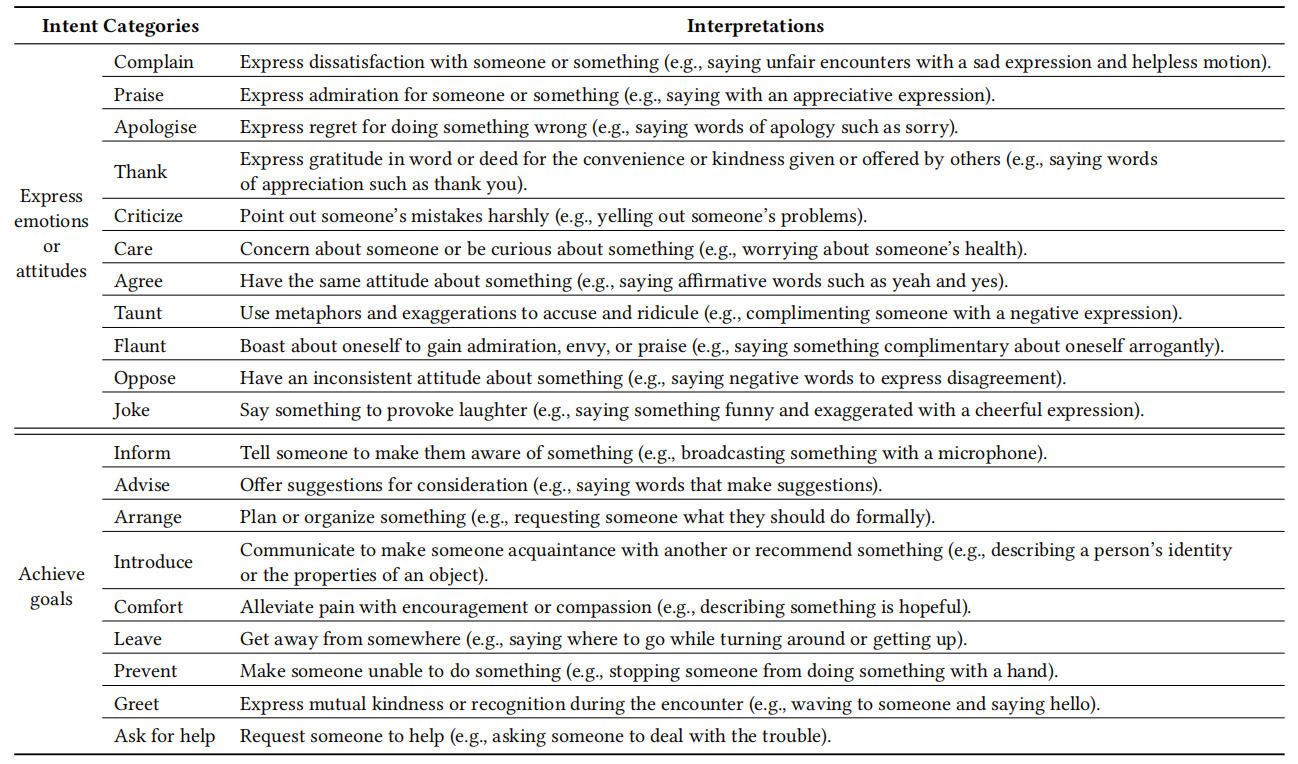 Intent Categories Interpretations
Complain Express dissatisfaction with someone or something (e.g., saying unfair encounters with a sad expression and helpless motion).
Praise Express admiration for someone or something (e.g., saying with an appreciative expression).
Apologise Express regret for doing something wrong (e.g., saying words of apology such as sorry).
Thank Express gratitude in word or deed for the convenience or kindness given or offered by others (e.g., saying words
of appreciation such as thank you).
Express
emotions
or
attitudes
Criticize Point out someone's mistakes harshly (e.g., yelling out someone's problems).
Care Concern about someone or be curious about something (e.g., worrying about someone's health).
Agree Have the same attitude about something (e.g., saying affirmative words such as yeah and yes).
Taunt Use metaphors and exaggerations to accuse and ridicule (e.g., complimenting someone with a negative expression).
Flaunt Boast about oneself to gain admiration, envy, or praise (e.g., saying something complimentary about oneself arrogantly).
Oppose Have an inconsistent attitude about something (e.g., saying negative words to express disagreement).
Joke Say something to provoke laughter (e.g., saying something funny and exaggerated with a cheerful expression).
Inform Tell someone to make them aware of something (e.g., broadcasting something with a microphone).
Advise Offer suggestions for consideration (e.g., saying words that make suggestions).
Arrange Plan or organize something (e.g., requesting someone what they should do formally).
Introduce Communicate to make someone acquaintance with another or recommend something (e.g., describing a person's identity
or the properties of an object).
Achieve
goals
Comfort Alleviate pain with encouragement or compassion (e.g., describing something is hopeful).
Leave Get away from somewhere (e.g., saying where to go while turning around or getting up).
Prevent Make someone unable to do something (e.g., stopping someone from doing something with a hand).
Greet Express mutual kindness or recognition during the encounter (e.g., waving to someone and saying hello).
Ask for help Request someone to help (e.g., asking someone to deal with the trouble).